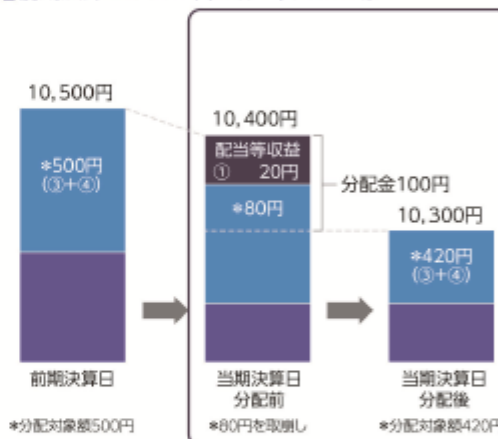 10,500円
*500円
(③+④)
前期決算日
*分配対象額500円
10,400円
配当等収益
① 20円
*80円
分配金100円
当期決算日
分配前
*80円を取崩し
10,300円
*420円
(③+④)
当期決算日
分配後
*分配対象額420円